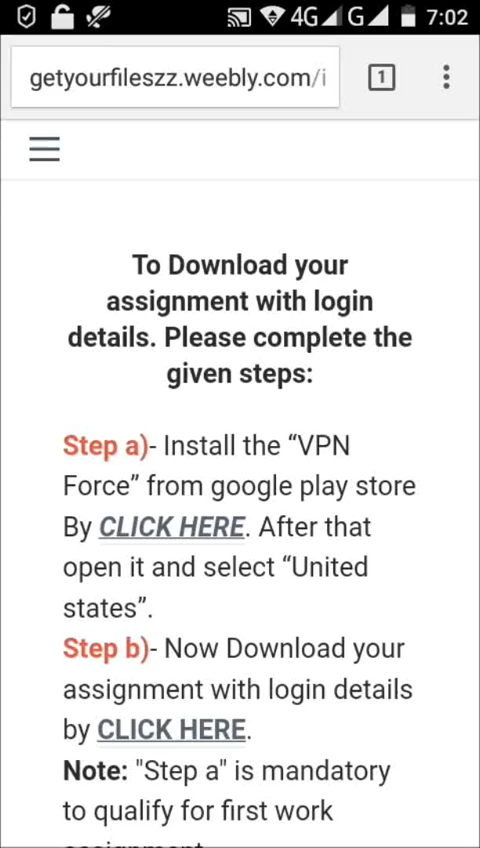 4G G 7:02
getyourfileszz.weebly.com/i 1
To Download your
assignment with login
details. Please complete the
given steps:
Step a)- Install the “VPN
Force” from google play store
By CLICK HERE. After that
open it and select “United
states”.
Step b)- Now Download your
assignment with login details
by CLICK HERE.
Note: "Step a" is mandatory
to qualify for first work